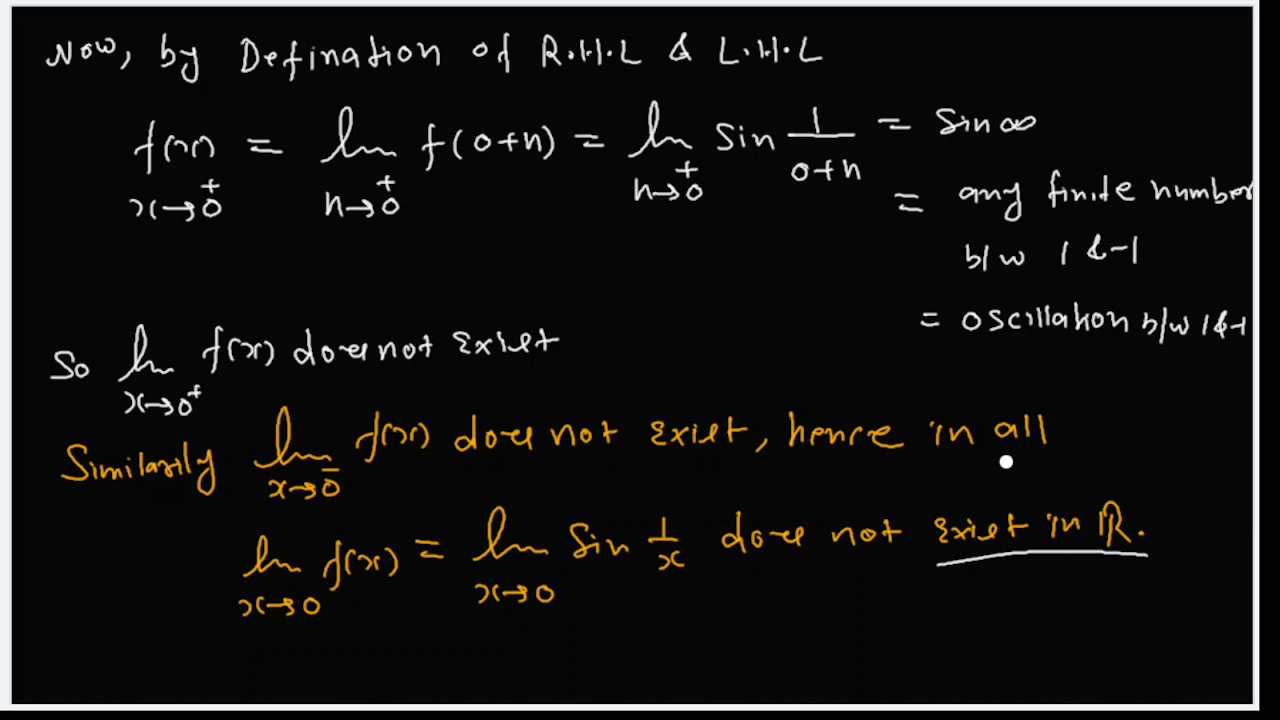 Now, by Defination of R.H.L & L.H.L
f(x) = lim f(0+h) = lim sin 1/(0+h) = sin ∞
x→0⁺ h→0⁺ h→0⁺
= any finite number
b/w 1 & -1
= oscillation b/w 1&-1
So lim f(x) does not exist
x→0⁺
Similarily lim f(x) does not exist, hence in all
x→0⁻
lim f(x) = lim sin 1/x does not exist in ℝ.
x→0 x→0